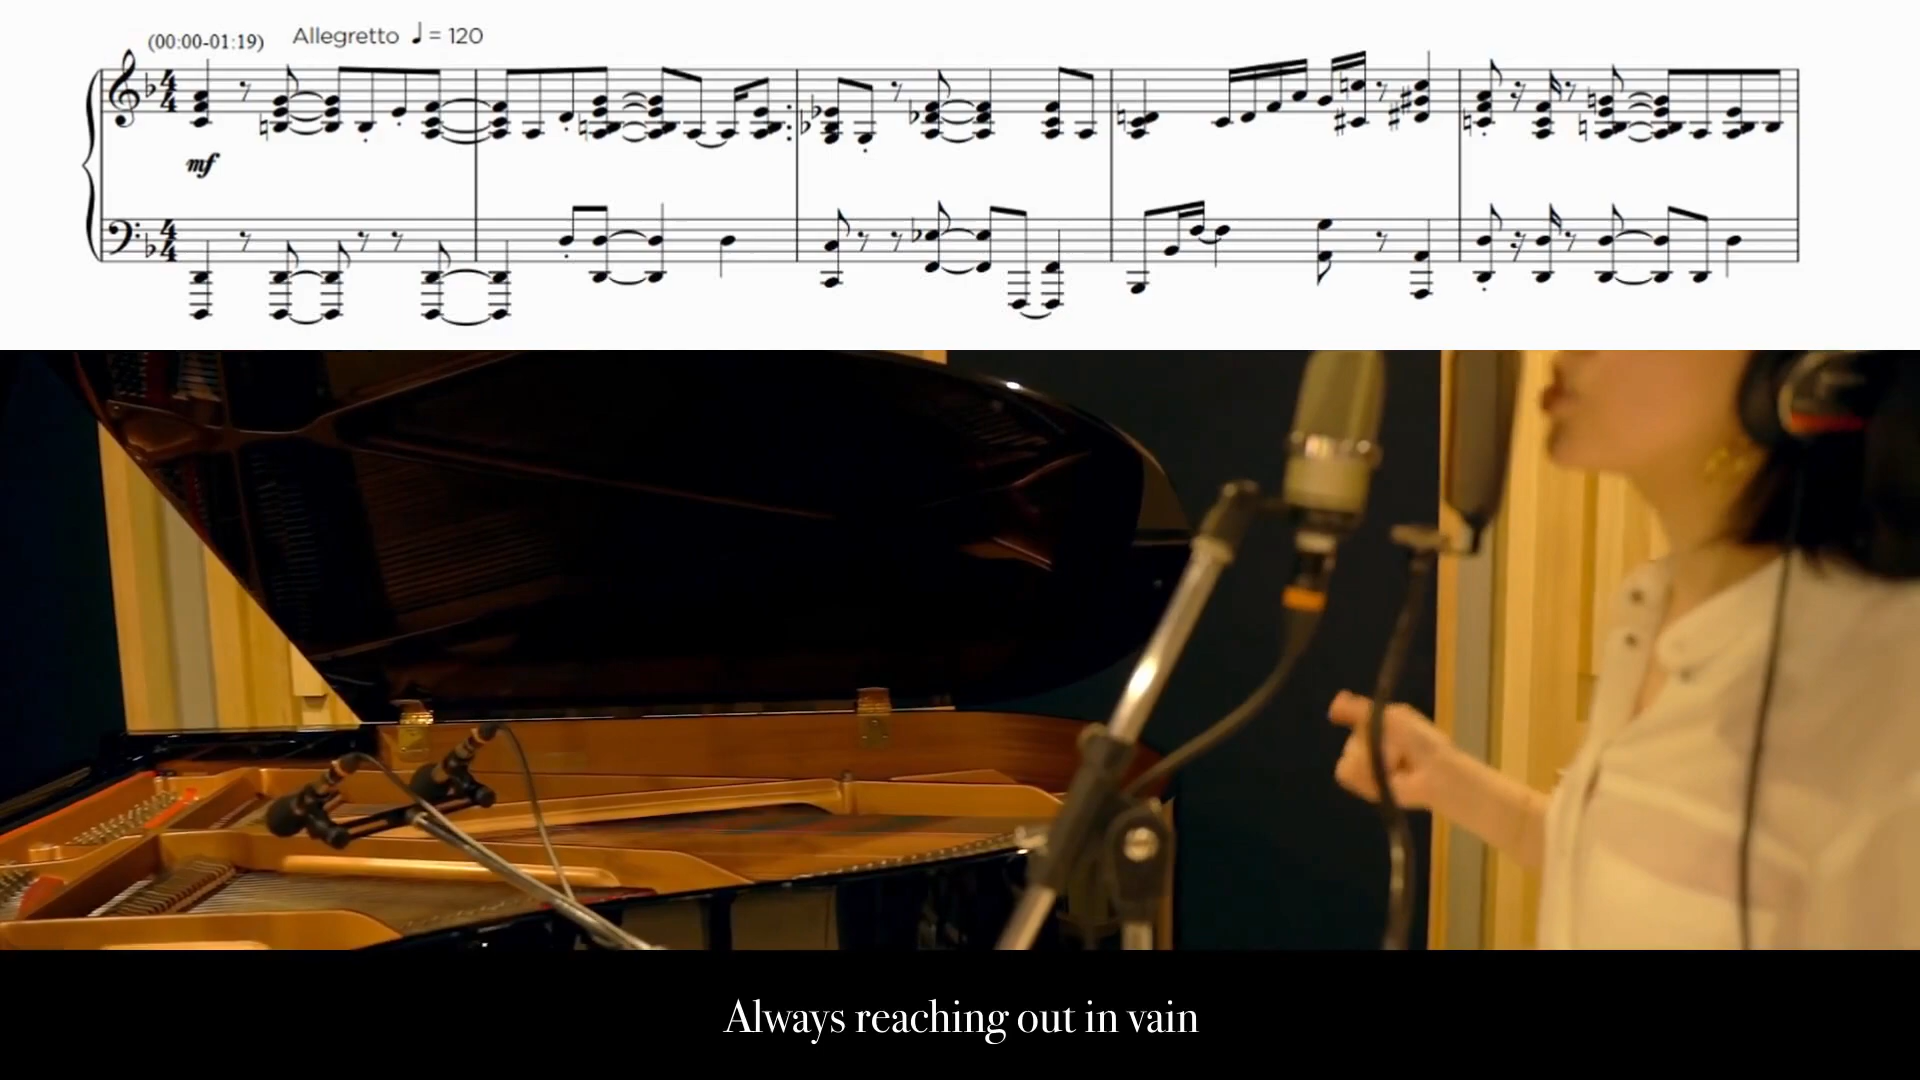 (00:00-01:19) Allegretto ♩ = 120
mf
Always reaching out in vain